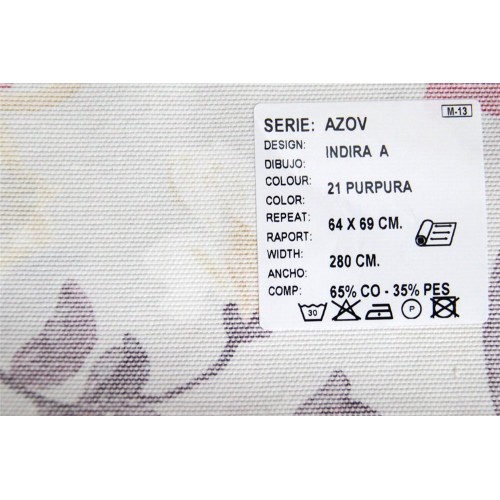 M-13
SERIE: AZOV
DESIGN:
DIBUJO: INDIRA A
COLOUR:
COLOR: 21 PURPURA
REPEAT:
RAPORT: 64 X 69 CM.
WIDTH:
ANCHO: 280 CM.
COMP: 65% CO - 35% PES
30 P